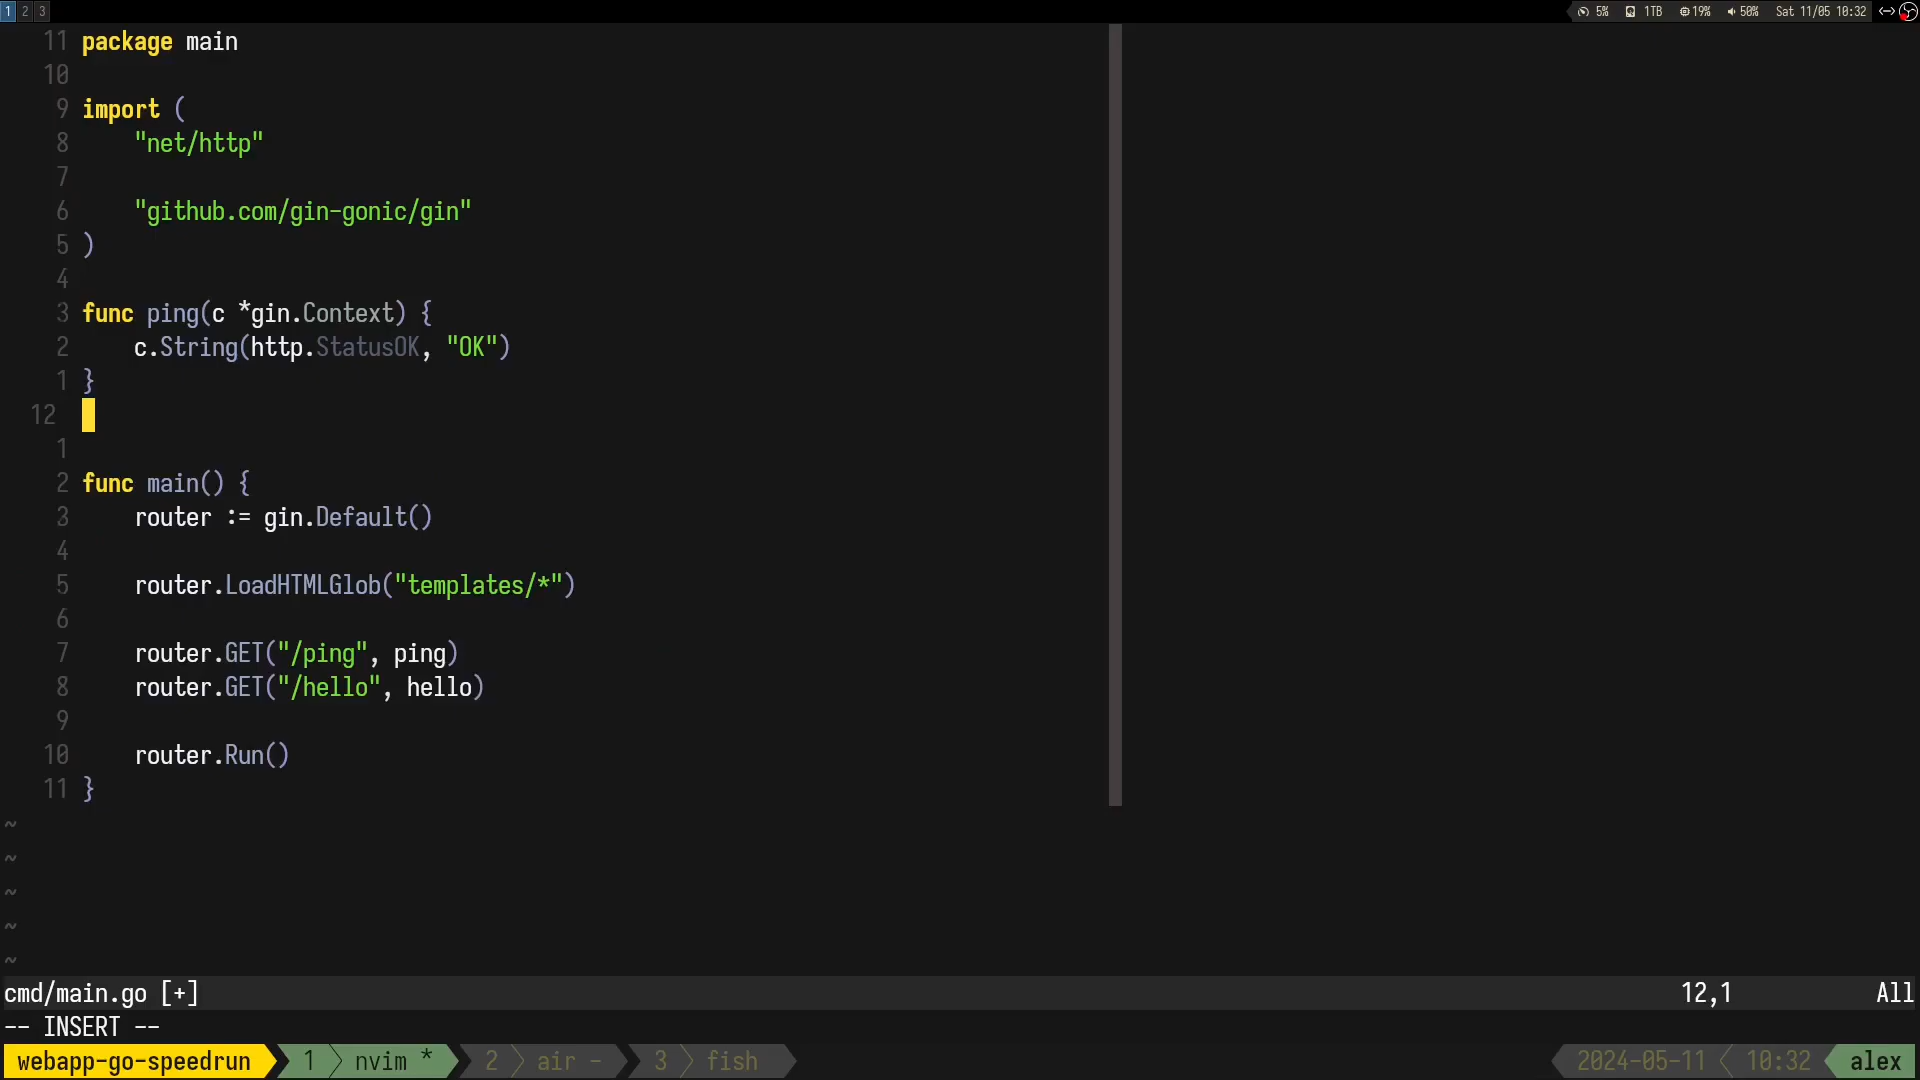 1 2 3 5% 1TB 19% 50% Sat 11/05 10:32
11 package main
10
9 import (
8 "net/http"
7
6 "github.com/gin-gonic/gin"
5 )
4
3 func ping(c *gin.Context) {
2 c.String(http.StatusOK, "OK")
1 }
12
1
2 func main() {
3 router := gin.Default()
4
5 router.LoadHTMLGlob("templates/*")
6
7 router.GET("/ping", ping)
8 router.GET("/hello", hello)
9
10 router.Run()
11 }
~
~
~
~
~
cmd/main.go [+] 12,1 All
-- INSERT --
webapp-go-speedrun 1 nvim * 2 air - 3 fish 2024-05-11 10:32 alex